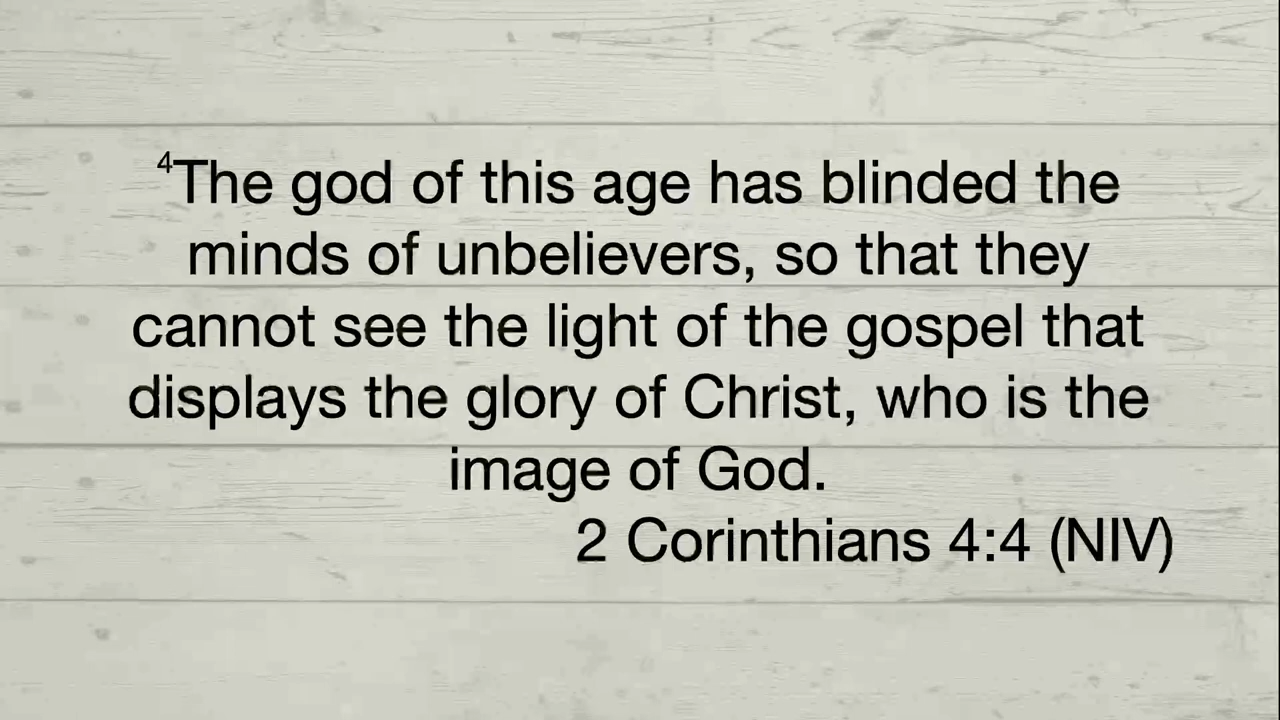 ⁴The god of this age has blinded the
minds of unbelievers, so that they
cannot see the light of the gospel that
displays the glory of Christ, who is the
image of God.
2 Corinthians 4:4 (NIV)